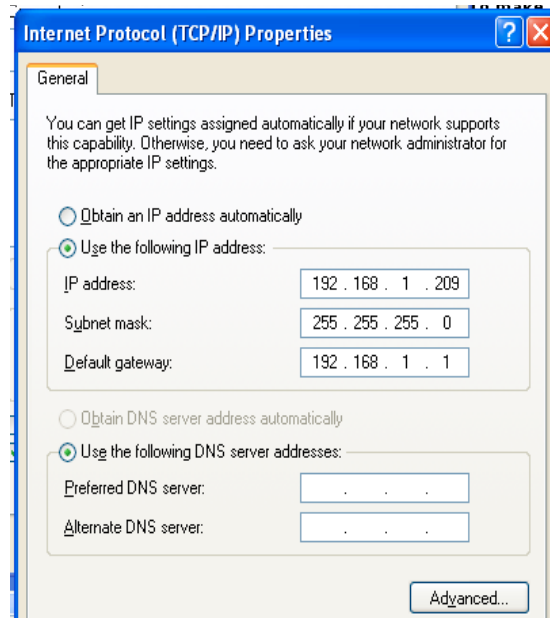 To make
Internet Protocol (TCP/IP) Properties
General
You can get IP settings assigned automatically if your network supports
this capability. Otherwise, you need to ask your network administrator for
the appropriate IP settings.
Obtain an IP address automatically
Use the following IP address:
IP address: 192 . 168 . 1 . 209
Subnet mask: 255 . 255 . 255 . 0
Default gateway: 192 . 168 . 1 . 1
Obtain DNS server address automatically
Use the following DNS server addresses:
Preferred DNS server: . . .
Alternate DNS server: . . .
Advanced...